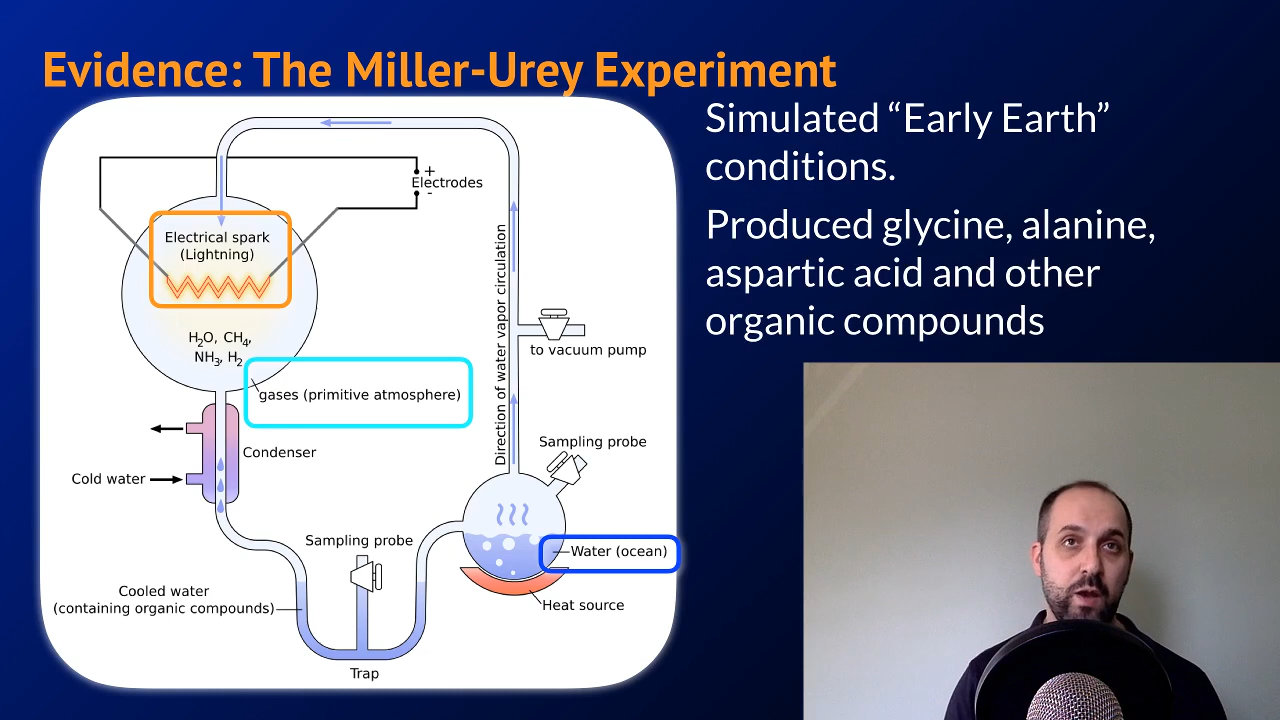 Evidence: The Miller-Urey Experiment
Simulated “Early Earth”
conditions.
Produced glycine, alanine,
aspartic acid and other
organic compounds
+
Electrodes
-
Electrical spark
(Lightning)
H₂O, CH₄,
NH₃, H₂
gases (primitive atmosphere)
Direction of water vapor circulation
to vacuum pump
Condenser
Cold water
Sampling probe
Sampling probe
Water (ocean)
Heat source
Cooled water
(containing organic compounds)
Trap